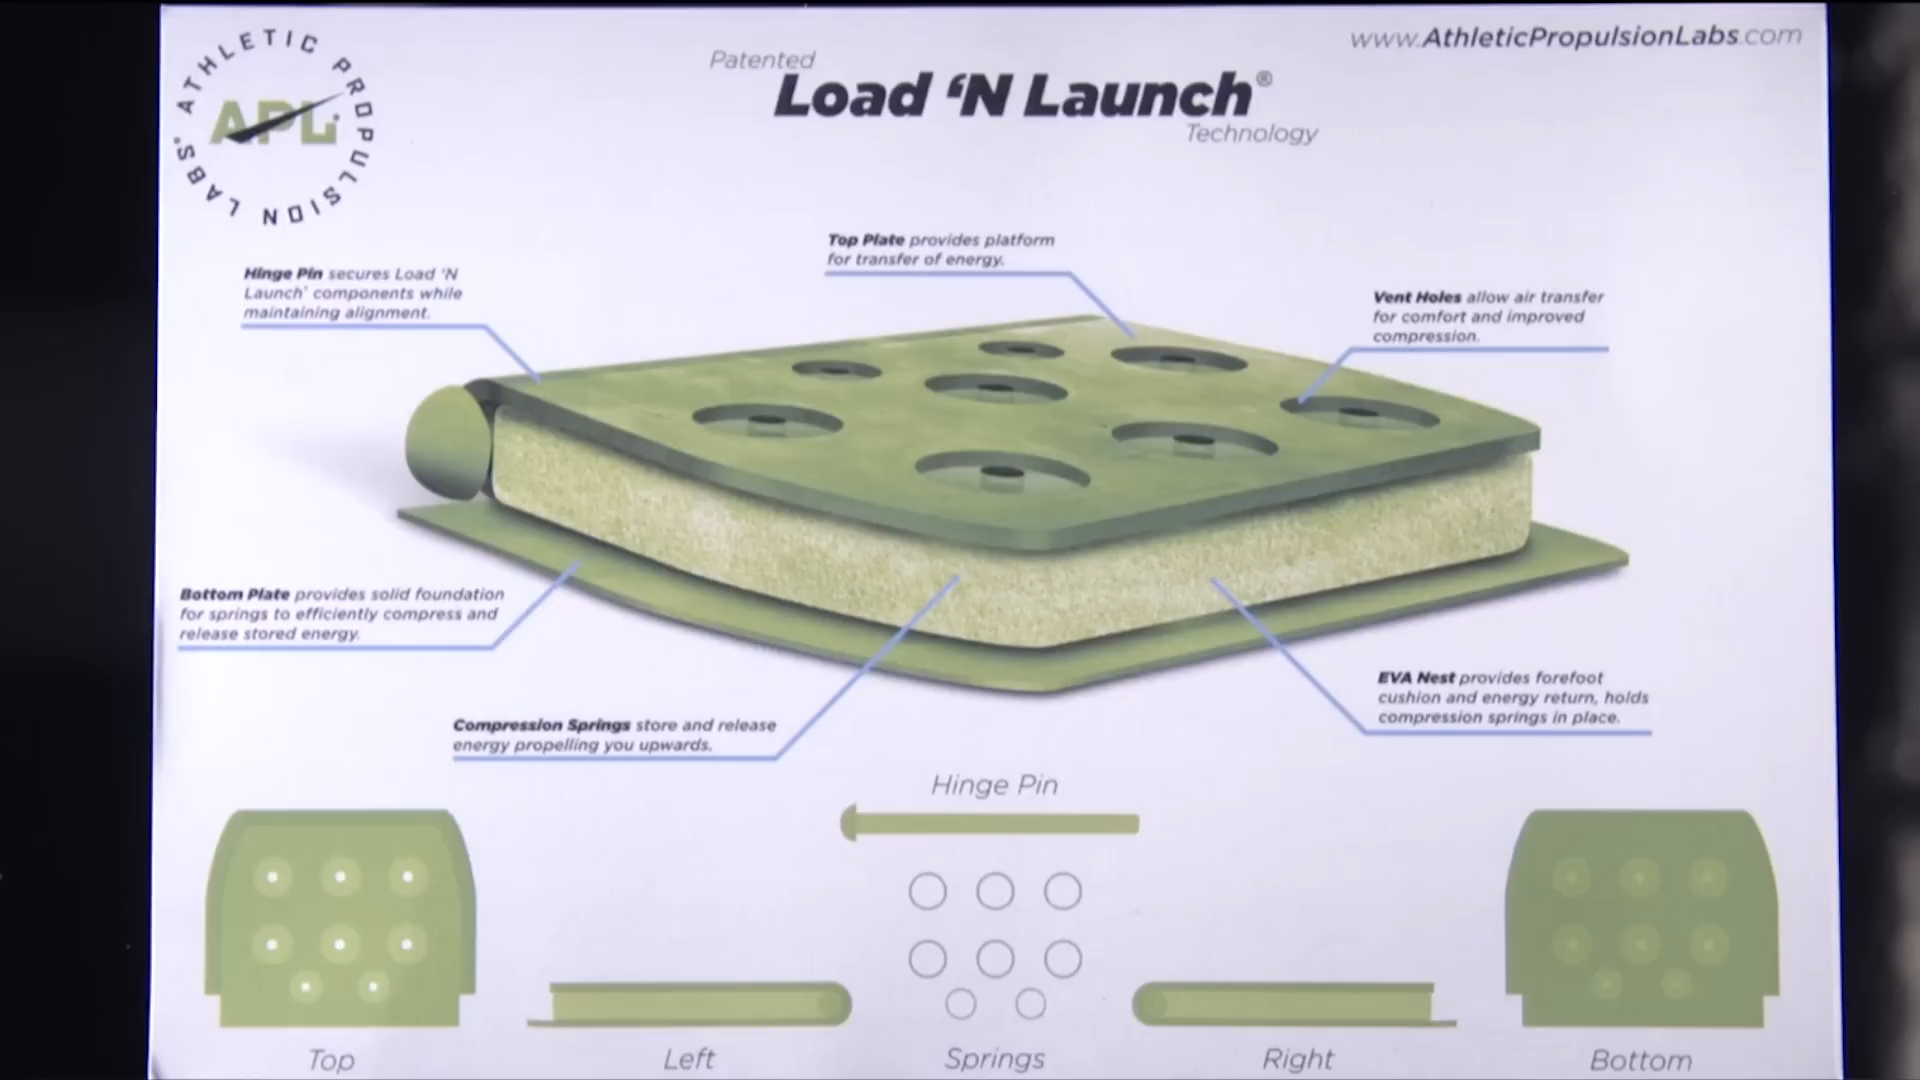 ATHLETIC PROPULSION LABS®
APL®
www.AthleticPropulsionLabs.com
Patented
Load ‘N Launch®
Technology
Top Plate provides platform
for transfer of energy.
Hinge Pin secures Load ‘N
Launch’ components while
maintaining alignment.
Vent Holes allow air transfer
for comfort and improved
compression.
Bottom Plate provides solid foundation
for springs to efficiently compress and
release stored energy.
EVA Nest provides forefoot
cushion and energy return, holds
compression springs in place.
Compression Springs store and release
energy propelling you upwards.
Hinge Pin
Top
Left
Springs
Right
Bottom